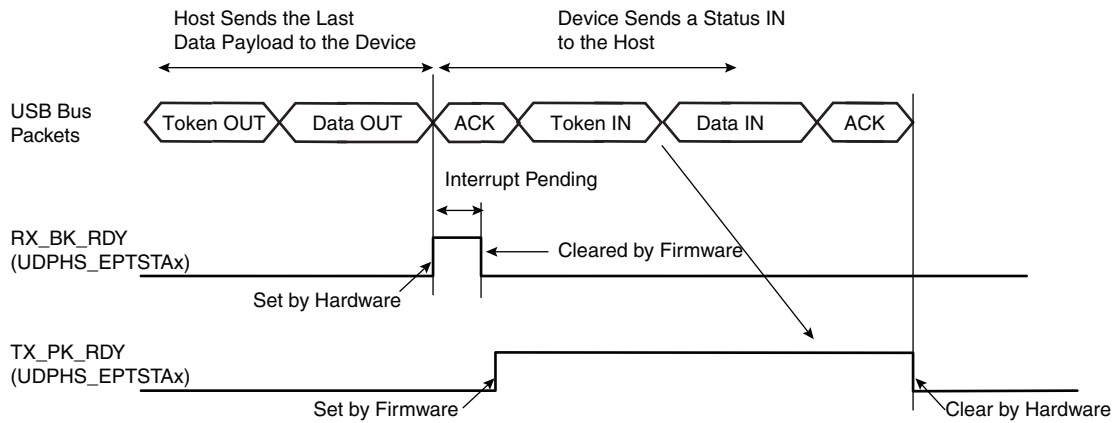 Host Sends the Last
Data Payload to the Device
Device Sends a Status IN
to the Host
USB Bus
Packets
Token OUT
Data OUT
ACK
Token IN
Data IN
ACK
Interrupt Pending
RX_BK_RDY
(UDPHS_EPTSTAx)
Cleared by Firmware
Set by Hardware
TX_PK_RDY
(UDPHS_EPTSTAx)
Set by Firmware
Clear by Hardware